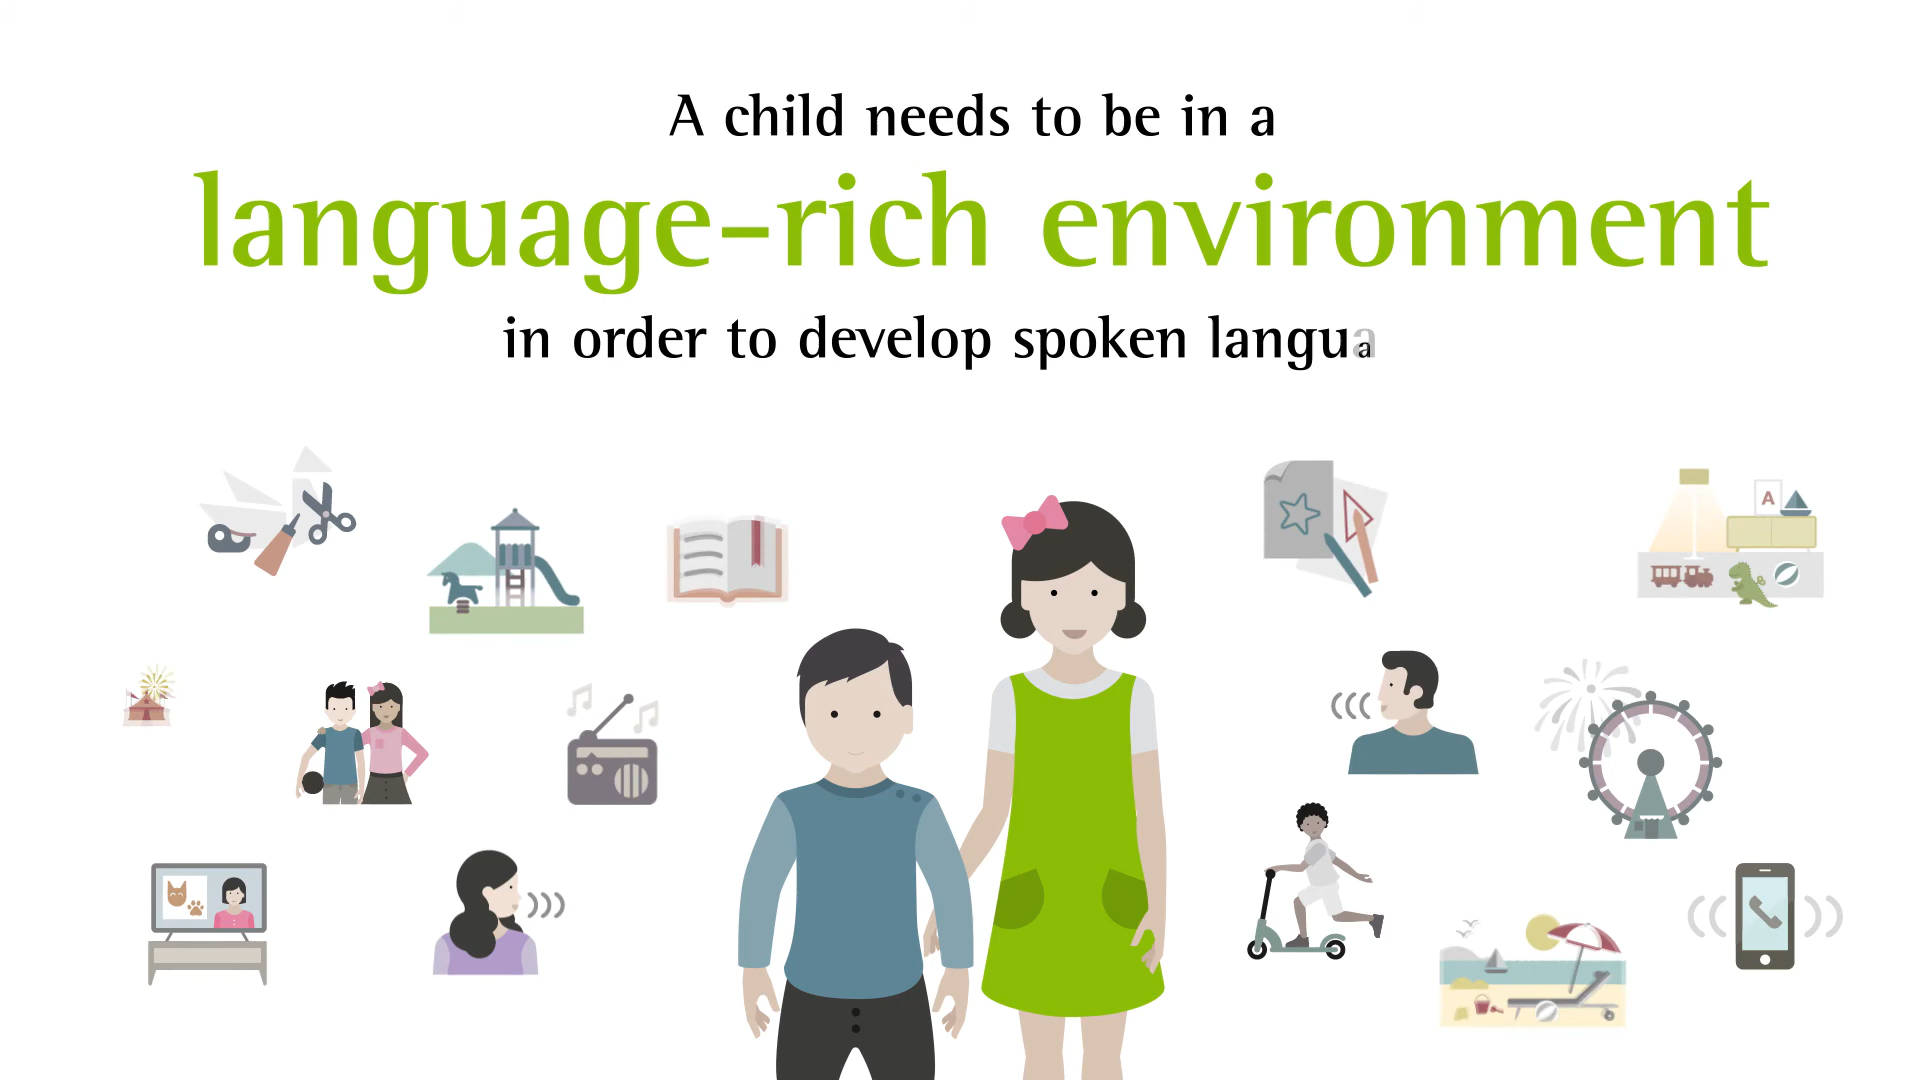 A child needs to be in a
language-rich environment
in order to develop spoken langua
A